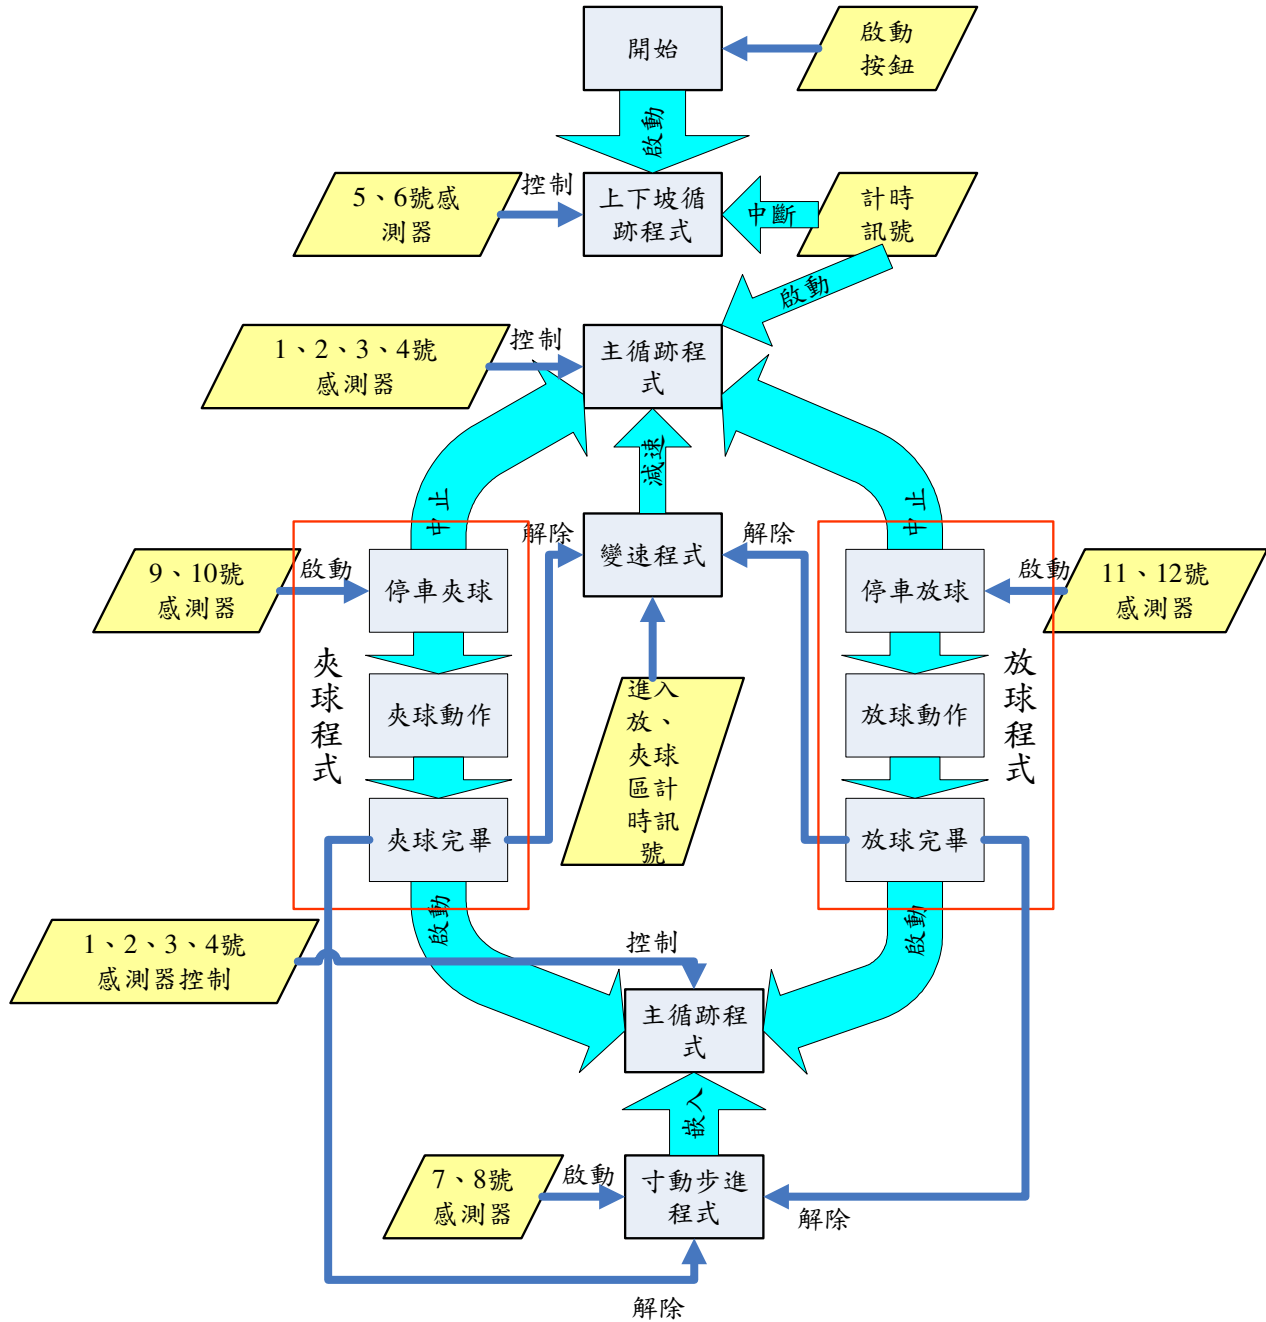 開始
啟動
按鈕
啟動
5、6號感
測器
控制
上下坡循
跡程式
中斷
計時
訊號
啟動
1、2、3、4號
感測器
控制
主循跡程
式
減速
中止
中止
解除
變速程式
解除
9、10號
感測器
啟動
停車夾球
停車放球
啟動
11、12號
感測器
夾球程式
夾球動作
進入
放、
夾球
區計
時訊
號
放球動作
放球程式
夾球完畢
放球完畢
啟動
啟動
1、2、3、4號
感測器控制
控制
主循跡程
式
嵌入
7、8號
感測器
啟動
寸動步進
程式
解除
解除